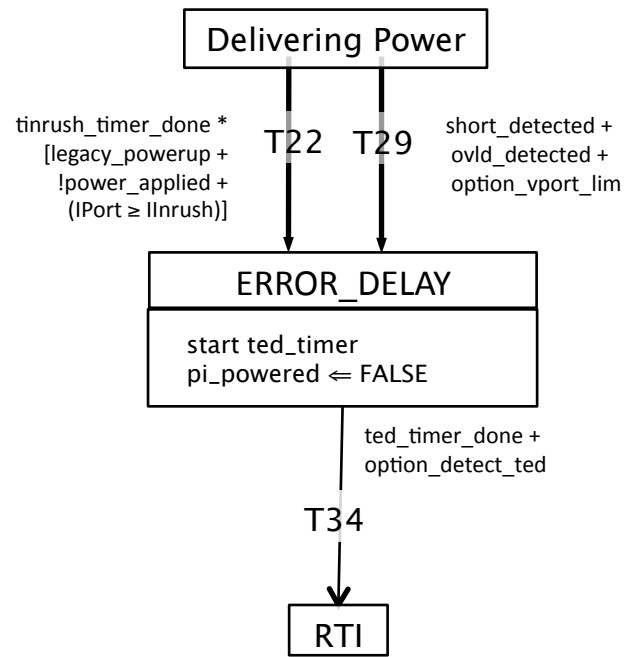 Delivering Power
tinrush_timer_done *
[legacy_powerup +
!power_applied +
(IPort ≥ IInrush)]
T22
T29
short_detected +
ovld_detected +
option_vport_lim
ERROR_DELAY
start ted_timer
pi_powered ⇐ FALSE
ted_timer_done +
option_detect_ted
T34
RTI